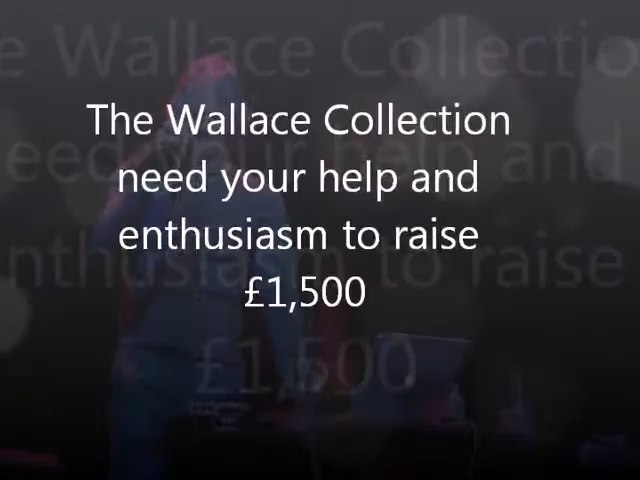 The Wallace Collection
need your help and
enthusiasm to raise
£1,500